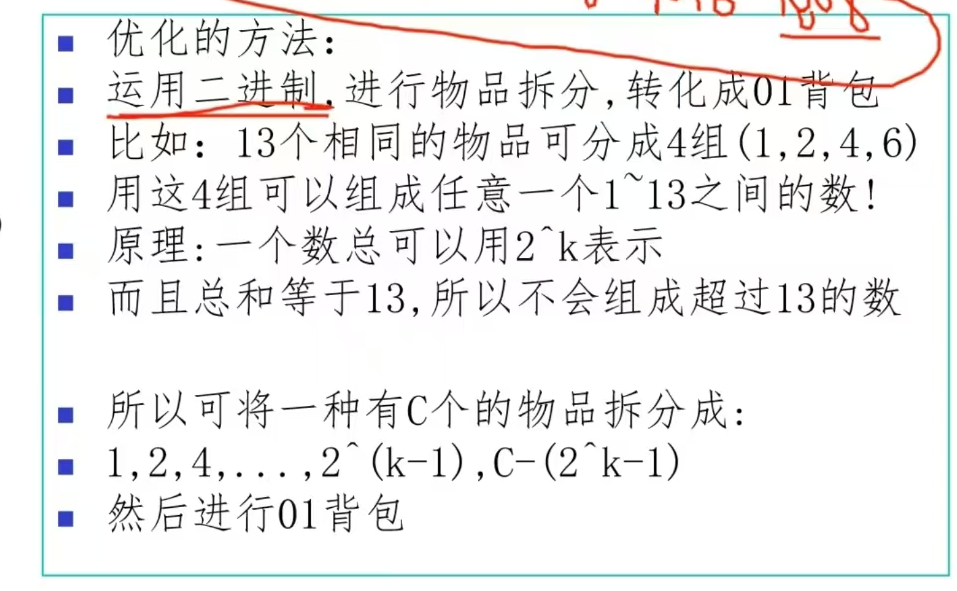 优化的方法：
运用二进制,进行物品拆分,转化成01背包
比如：13个相同的物品可分成4组(1,2,4,6)
用这4组可以组成任意一个1~13之间的数!
原理:一个数总可以用2^k表示
而且总和等于13,所以不会组成超过13的数
所以可将一种有C个的物品拆分成:
1,2,4,...,2^(k-1),C-(2^k-1)
然后进行01背包